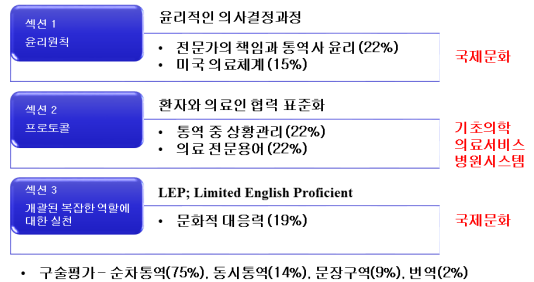 섹션 1
윤리원칙
윤리적인 의사결정과정
• 전문가의 책임과 통역사 윤리(22%)
• 미국 의료체계(15%)
국제문화
섹션 2
프로토콜
환자와 의료인 협력 표준화
• 통역 중 상황관리(22%)
• 의료 전문용어(22%)
기초의학
의료서비스
병원시스템
섹션 3
개괄된 복잡한 역할에
대한 실천
LEP; Limited English Proficient
• 문화적 대응력(19%)
국제문화
• 구술평가 – 순차통역(75%), 동시통역(14%), 문장구역(9%), 번역(2%)